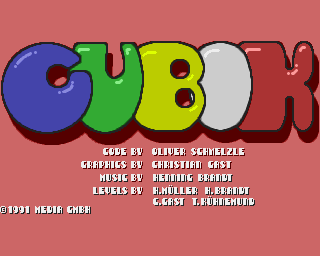 CUBIX
CODE BY OLIVER SCHMELZLE
GRAPHICS BY CHRISTIAN GAST
MUSIC BY HENNING BRANDT
LEVELS BY H.MÜLLER H.BRANDT
C.GAST T.KÜHNEMUND
©1991 MEDIA GMBH